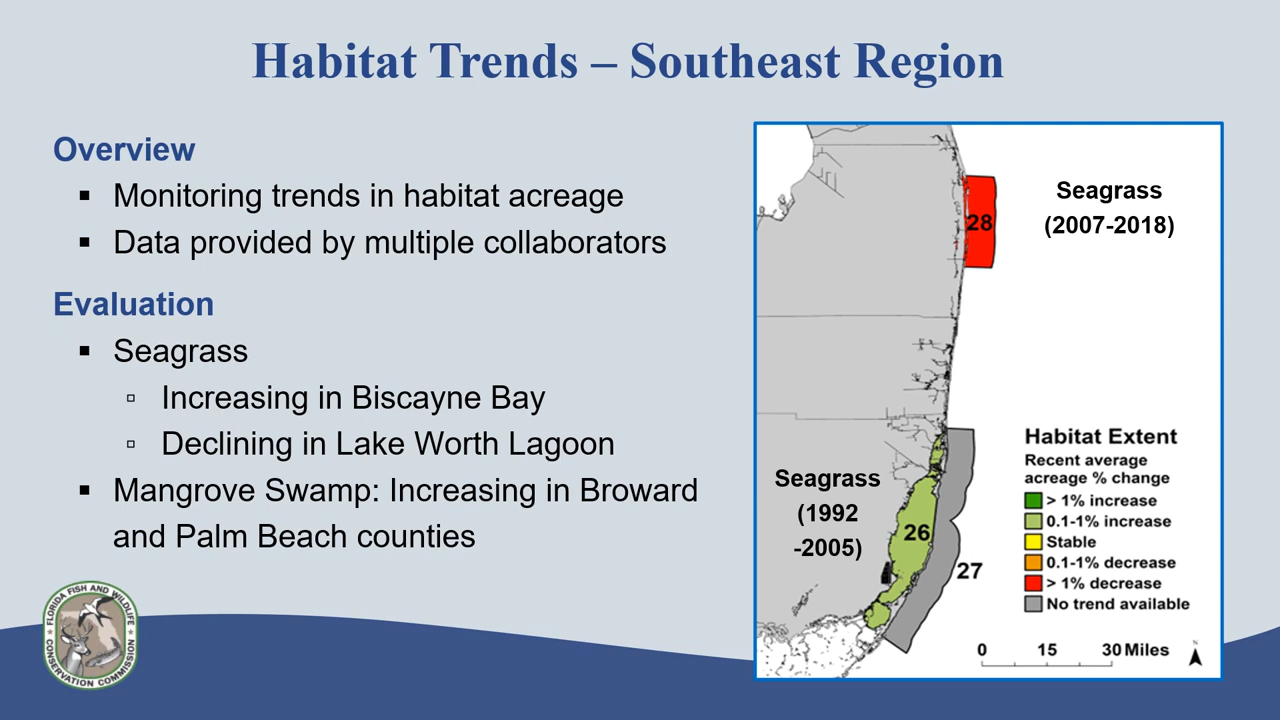 Habitat Trends – Southeast Region
Overview
▪ Monitoring trends in habitat acreage
▪ Data provided by multiple collaborators
Evaluation
▪ Seagrass
▫ Increasing in Biscayne Bay
▫ Declining in Lake Worth Lagoon
▪ Mangrove Swamp: Increasing in Broward
and Palm Beach counties
FLORIDA FISH AND WILDLIFE
CONSERVATION COMMISSION
28
Seagrass
(2007-2018)
Seagrass
(1992
-2005)
26
27
Habitat Extent
Recent average
acreage % change
> 1% increase
0.1-1% increase
Stable
0.1-1% decrease
> 1% decrease
No trend available
0 15 30 Miles
N